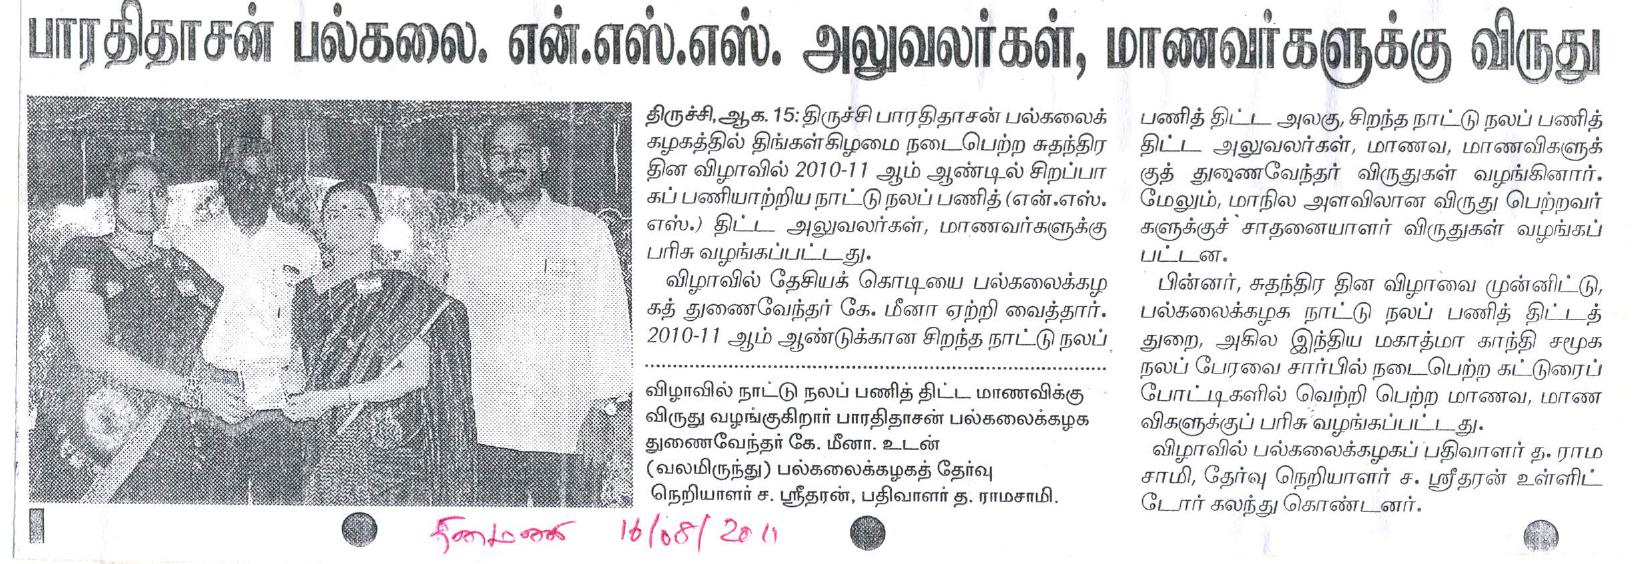 பாரதிதாசன் பல்கலை. என்.எஸ்.எஸ். அலுவலர்கள், மாணவர்களுக்கு விருது
திருச்சி, ஆக. 15: திருச்சி பாரதிதாசன் பல்கலைக்
கழகத்தில் திங்கள்கிழமை நடைபெற்ற சுதந்திர
தின விழாவில் 2010-11 ஆம் ஆண்டில் சிறப்பா
கப் பணியாற்றிய நாட்டு நலப் பணித் (என்.எஸ்.
எஸ்.) திட்ட அலுவலர்கள், மாணவர்களுக்கு
பரிசு வழங்கப்பட்டது.
விழாவில் தேசியக் கொடியை பல்கலைக்கழ
கத் துணைவேந்தர் கே. மீனா ஏற்றி வைத்தார்.
2010-11 ஆம் ஆண்டுக்கான சிறந்த நாட்டு நலப்
விழாவில் நாட்டு நலப் பணித் திட்ட மாணவிக்கு
விருது வழங்குகிறார் பாரதிதாசன் பல்கலைக்கழக
துணைவேந்தர் கே. மீனா. உடன்
(வலமிருந்து) பல்கலைக்கழகத் தேர்வு
நெறியாளர் ச. ஸ்ரீதரன், பதிவாளர் த. ராமசாமி.
பணித் திட்ட அலகு, சிறந்த நாட்டு நலப் பணித்
திட்ட அலுவலர்கள், மாணவ, மாணவிகளுக்
குத் துணைவேந்தர் விருதுகள் வழங்கினார்.
மேலும், மாநில அளவிலான விருது பெற்றவர்
களுக்குச் சாதனையாளர் விருதுகள் வழங்கப்
பட்டன.
பின்னர், சுதந்திர தின விழாவை முன்னிட்டு,
பல்கலைக்கழக நாட்டு நலப் பணித் திட்டத்
துறை, அகில இந்திய மகாத்மா காந்தி சமூக
நலப் பேரவை சார்பில் நடைபெற்ற கட்டுரைப்
போட்டிகளில் வெற்றி பெற்ற மாணவ, மாண
விகளுக்குப் பரிசு வழங்கப்பட்டது.
விழாவில் பல்கலைக்கழகப் பதிவாளர் த. ராம
சாமி, தேர்வு நெறியாளர் ச. ஸ்ரீதரன் உள்ளிட்
டோர் கலந்து கொண்டனர்.
தினமணி 16/08/2011